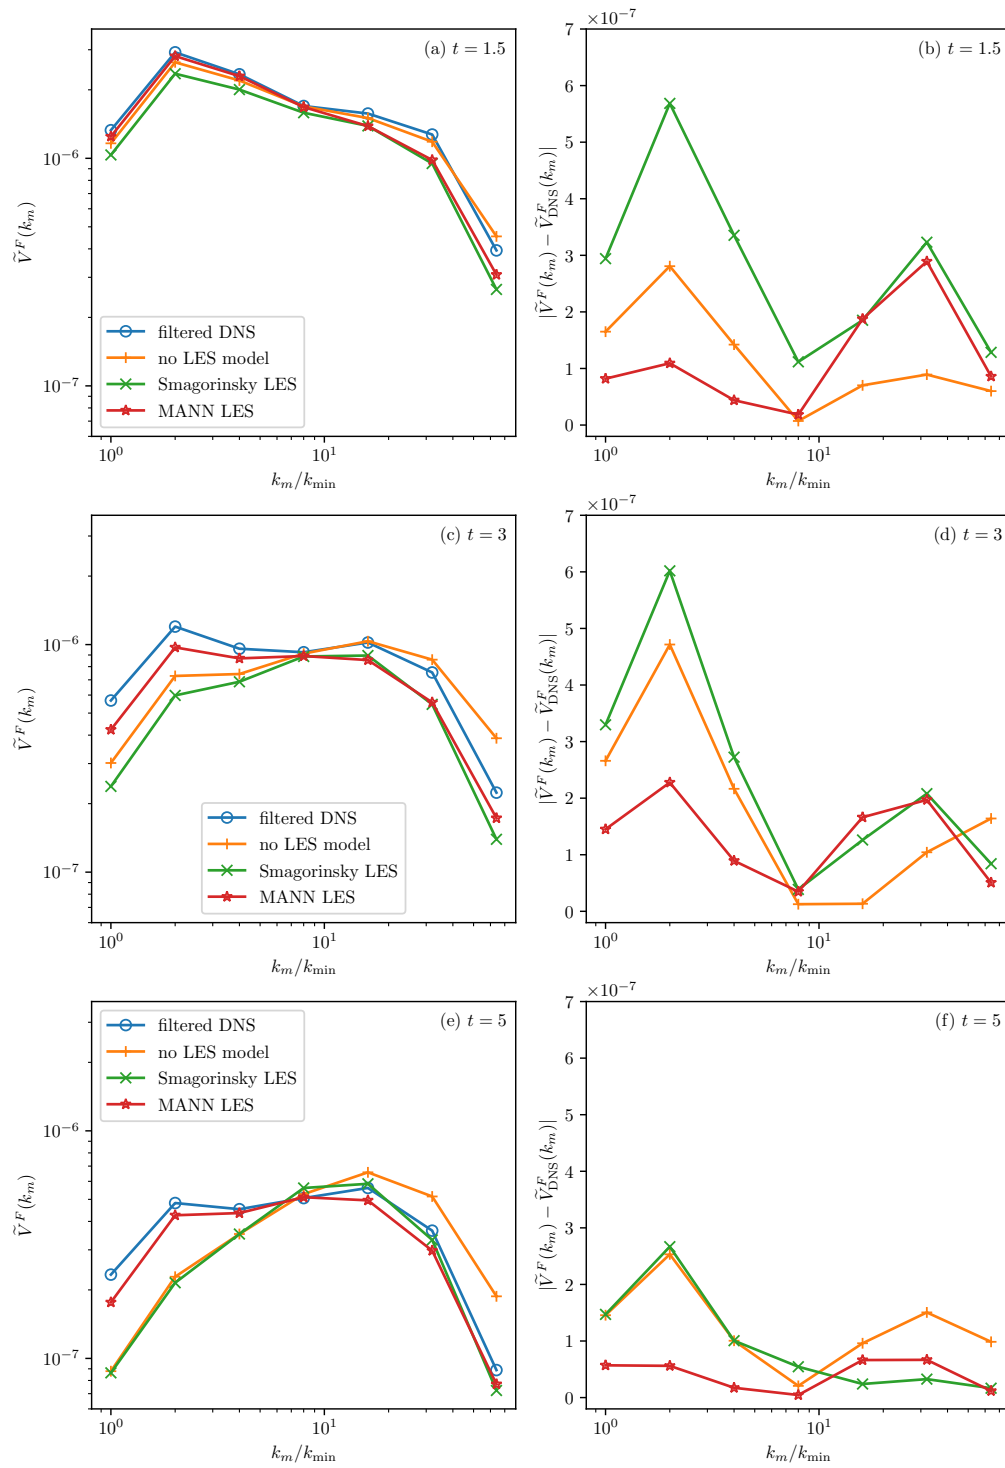 (a) t = 1.5
10⁻⁶
10⁻⁷
Ṽ^F(k_m)
filtered DNS
no LES model
Smagorinsky LES
MANN LES
10⁰
10¹
k_m/k_min
×10⁻⁷
(b) t = 1.5
7
6
5
4
3
2
1
0
|Ṽ^F(k_m) − Ṽ^F_DNS(k_m)|
10⁰
10¹
k_m/k_min
(c) t = 3
10⁻⁶
10⁻⁷
Ṽ^F(k_m)
filtered DNS
no LES model
Smagorinsky LES
MANN LES
10⁰
10¹
k_m/k_min
×10⁻⁷
(d) t = 3
7
6
5
4
3
2
1
0
|Ṽ^F(k_m) − Ṽ^F_DNS(k_m)|
10⁰
10¹
k_m/k_min
(e) t = 5
filtered DNS
no LES model
Smagorinsky LES
MANN LES
10⁻⁶
10⁻⁷
Ṽ^F(k_m)
10⁰
10¹
k_m/k_min
×10⁻⁷
(f) t = 5
7
6
5
4
3
2
1
0
|Ṽ^F(k_m) − Ṽ^F_DNS(k_m)|
10⁰
10¹
k_m/k_min